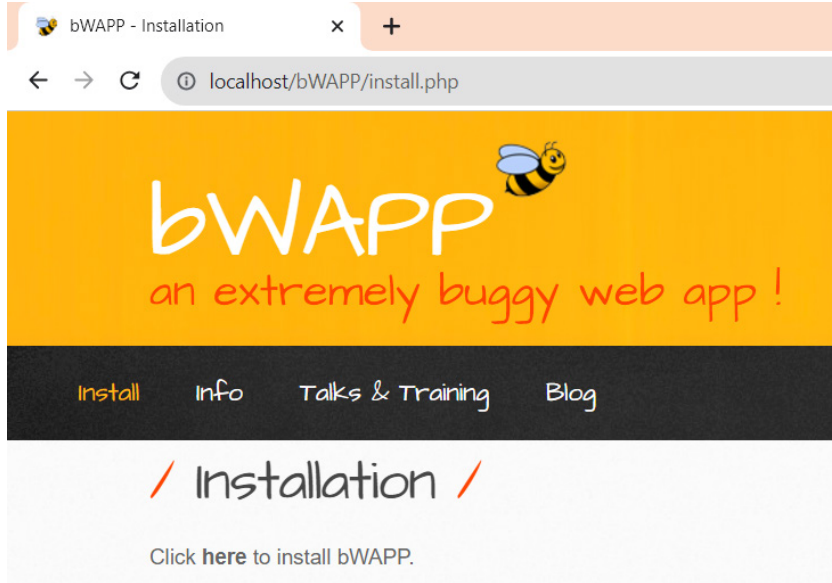 bWAPP - Installation
localhost/bWAPP/install.php
bWAPP
an extremely buggy web app !
Install Info Talks & Training Blog
/ Installation /
Click here to install bWAPP.